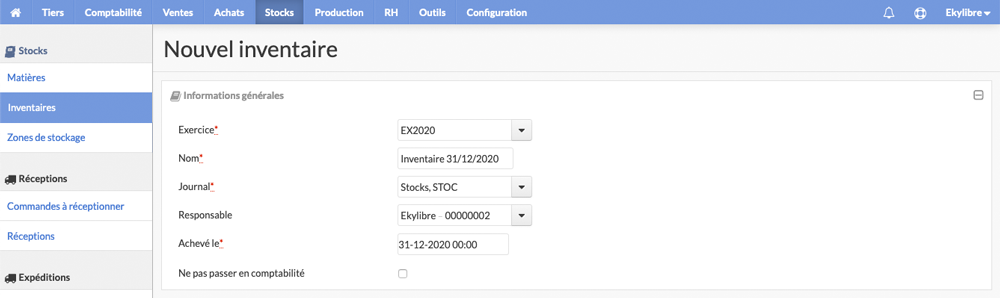 Tiers Comptabilité Ventes Achats Stocks Production RH Outils Configuration Ekylibre
Stocks
Matières
Inventaires
Zones de stockage
Réceptions
Commandes à réceptionner
Réceptions
Expéditions
Nouvel inventaire
Informations générales
Exercice* EX2020
Nom* Inventaire 31/12/2020
Journal* Stocks, STOC
Responsable Ekylibre - 00000002
Achevé le* 31-12-2020 00:00
Ne pas passer en comptabilité